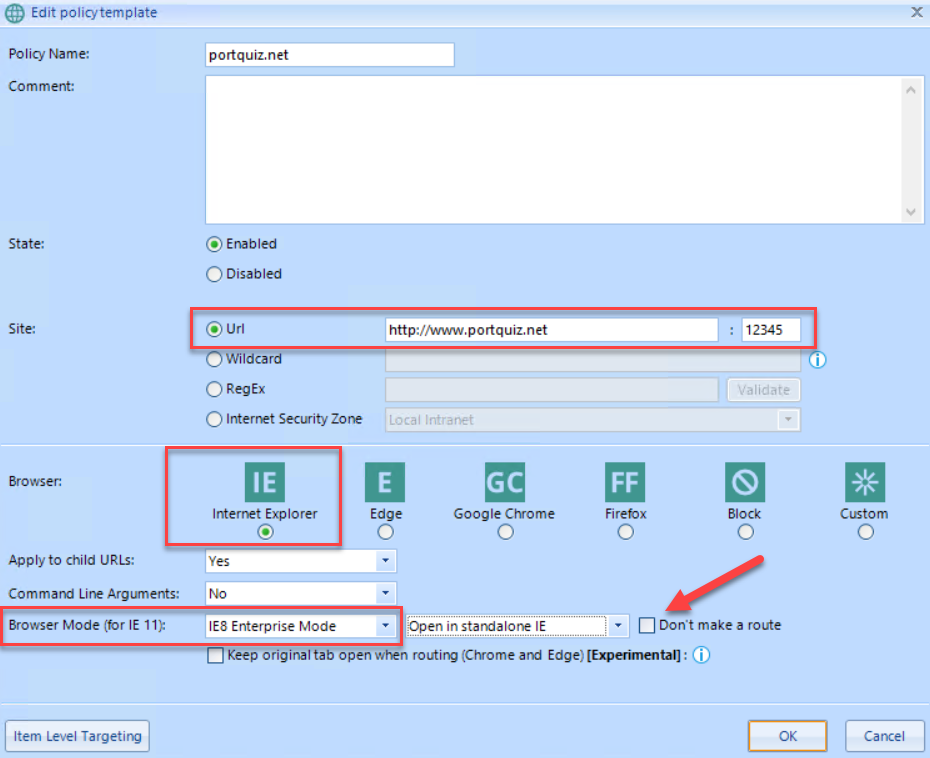 Edit policy template
Policy Name: portquiz.net
Comment:
State: Enabled
Disabled
Site: Url http://www.portquiz.net : 12345
Wildcard
RegEx Validate
Internet Security Zone Local Intranet
IE E GC FF
Browser: Internet Explorer Edge Google Chrome Firefox Block Custom
Apply to child URLs: Yes
Command Line Arguments: No
Browser Mode (for IE 11): IE8 Enterprise Mode Open in standalone IE Don't make a route
Keep original tab open when routing (Chrome and Edge) [Experimental] :
Item Level Targeting OK Cancel